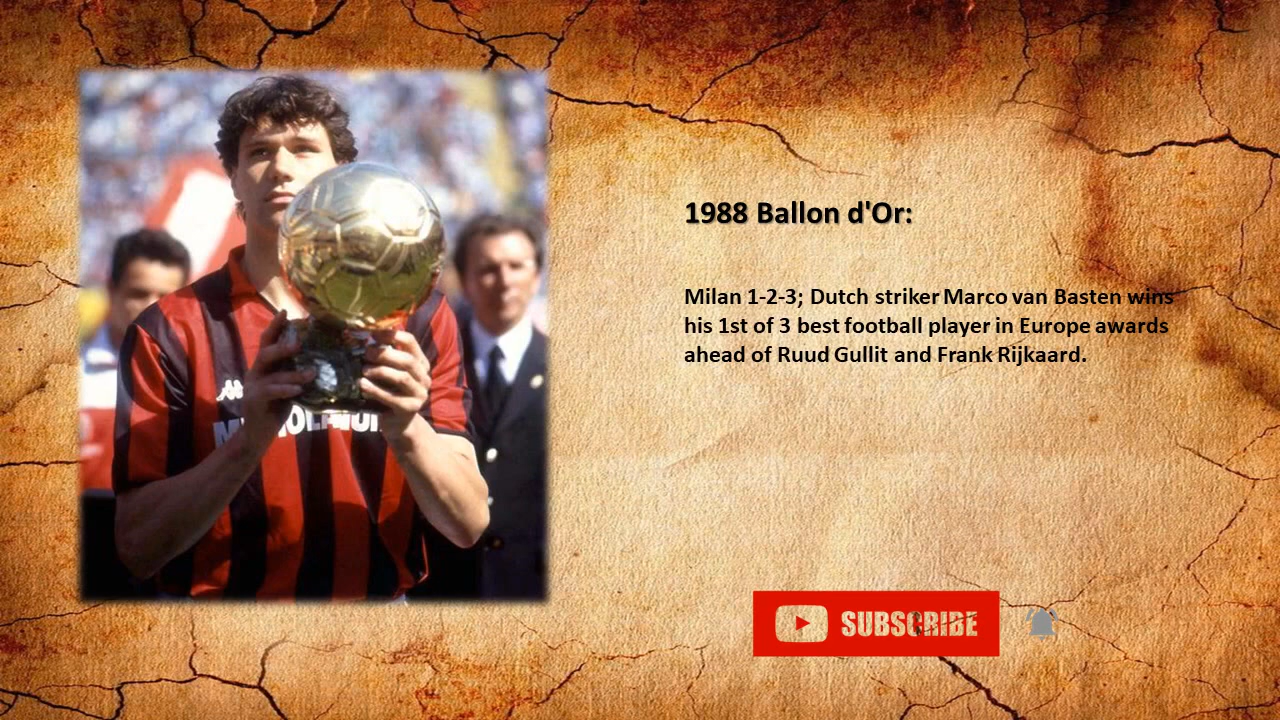 1988 Ballon d'Or:
Milan 1-2-3; Dutch striker Marco van Basten wins
his 1st of 3 best football player in Europe awards
ahead of Ruud Gullit and Frank Rijkaard.
SUBSCRIBE